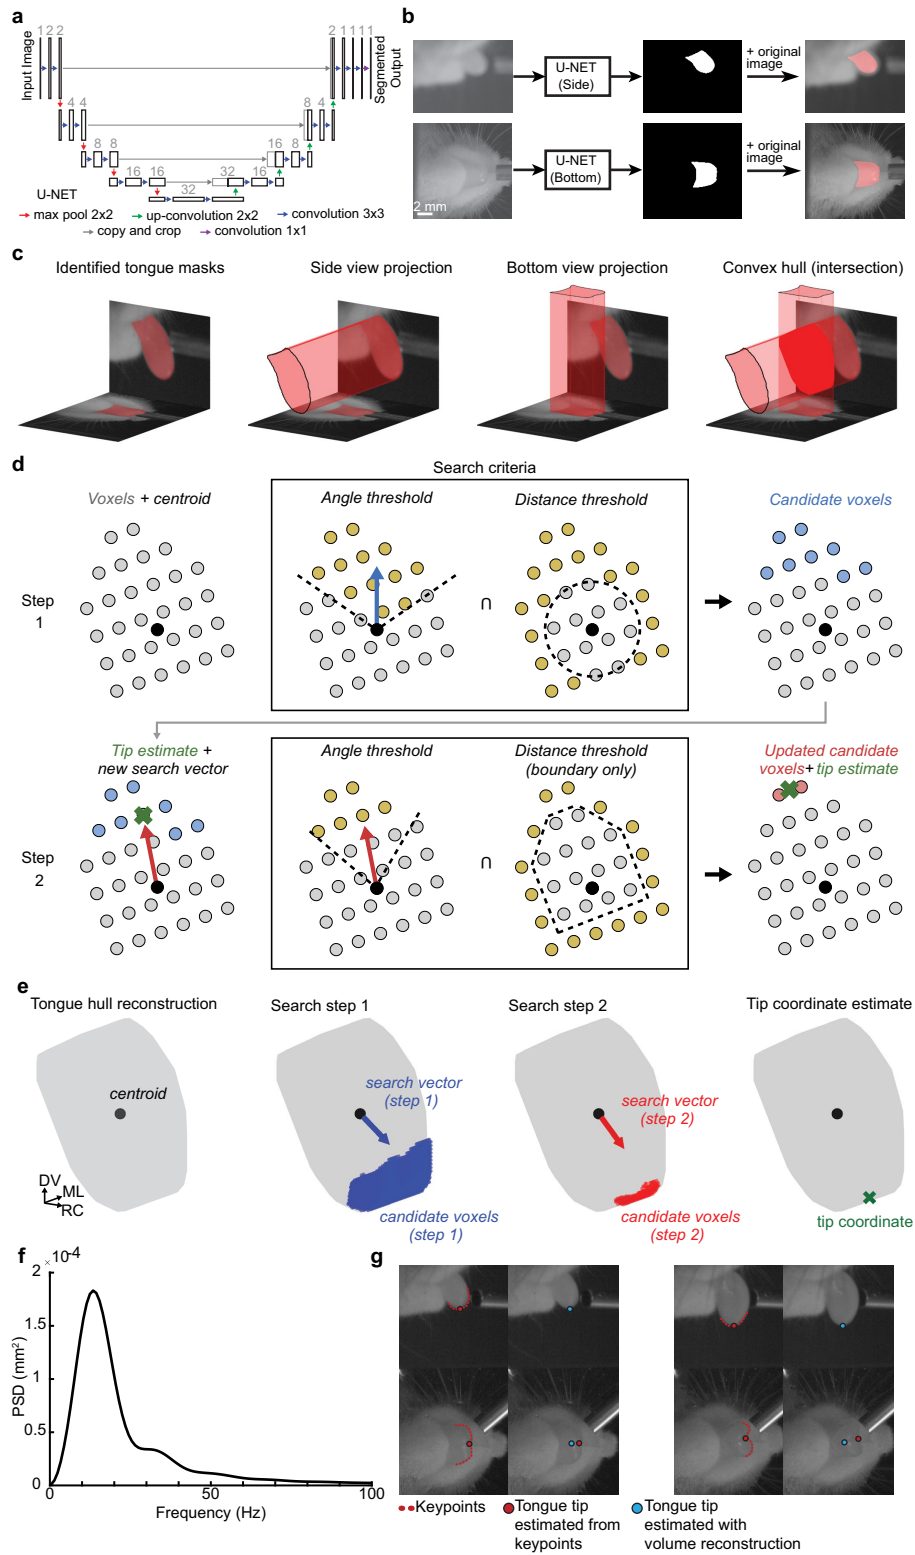 a
1 2 2
2 1 1 1 1
Input Image
Segmented
Output
4 4
8 4
8 8
16 8
16 16
32 16
32
U-NET
max pool 2x2
up-convolution 2x2
convolution 3x3
copy and crop
convolution 1x1
b
U-NET
(Side)
+ original
image
U-NET
(Bottom)
+ original
image
2 mm
c
Identified tongue masks
Side view projection
Bottom view projection
Convex hull (intersection)
d
Search criteria
Voxels + centroid
Angle threshold
Distance threshold
Candidate voxels
Step
1
∩
Tip estimate +
new search vector
Angle threshold
Distance threshold
(boundary only)
Updated candidate
voxels+ tip estimate
Step
2
∩
e
Tongue hull reconstruction
Search step 1
Search step 2
Tip coordinate estimate
centroid
search vector
(step 1)
search vector
(step 2)
DV
ML
RC
candidate voxels
(step 1)
candidate voxels
(step 2)
tip coordinate
f
×10-4
2
1.5
1
0.5
0
PSD (mm²)
0
50
100
Frequency (Hz)
g
Keypoints
Tongue tip
estimated from
keypoints
Tongue tip
estimated with
volume reconstruction